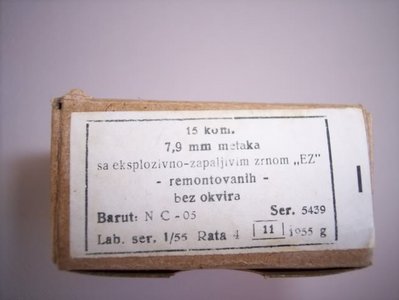 15 kom.
7,9 mm metaka
sa eksplozivno-zapaljivim zrnom „EZ"
- remontovanih -
bez okvira
Barut: N C - 05 Ser. 5439
Lab. ser. 1/55 Rata 4 11 1955 g